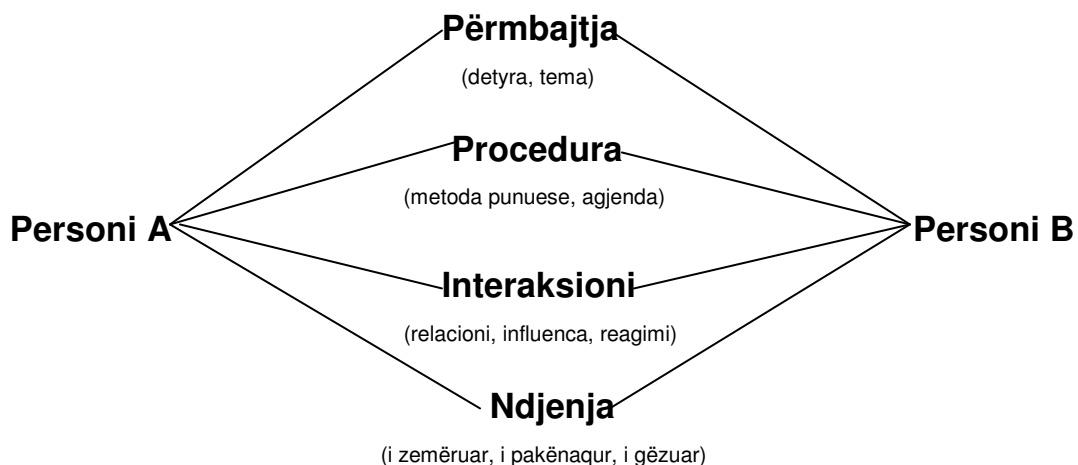 Përmbajtja
(detyra, tema)
Procedura
(metoda punuese, agjenda)
Personi A
Personi B
Interaksioni
(relacioni, influenca, reagimi)
Ndjenja
(i zemëruar, i pakënaqur, i gëzuar)